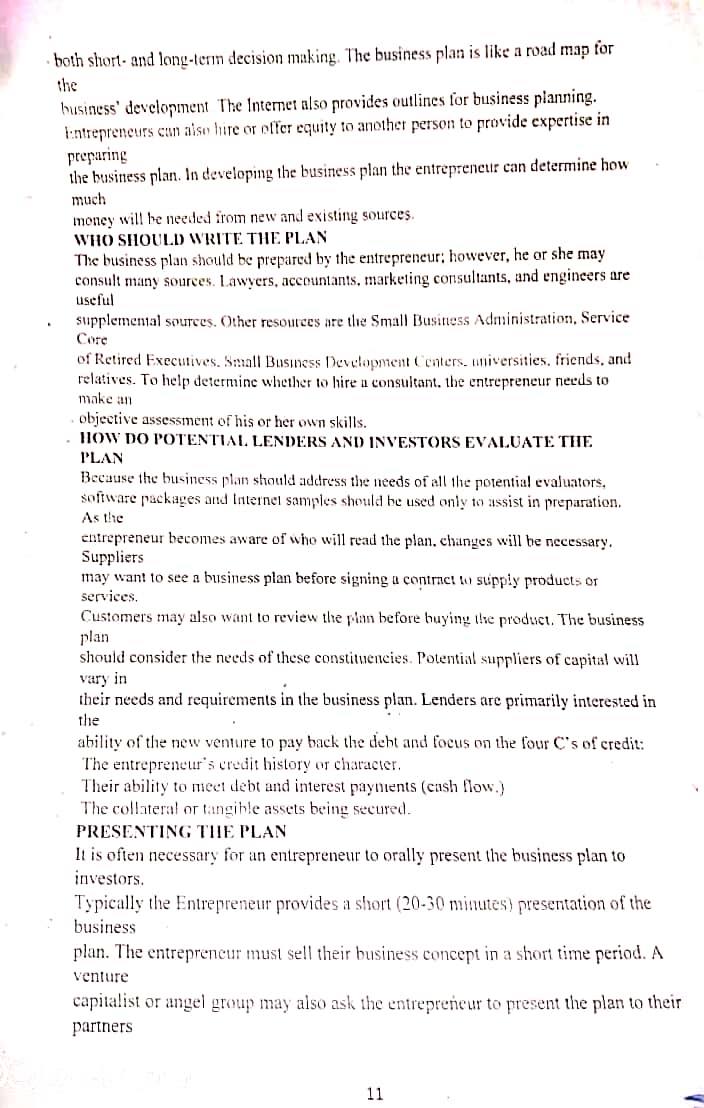 both short- and long-term decision making. The business plan is like a road map for
the
business' development The Internet also provides outlines for business planning.
Entrepreneurs can also hire or offer equity to another person to provide expertise in
preparing
the business plan. In developing the business plan the entrepreneur can determine how
much
money will be needed from new and existing sources.
WHO SHOULD WRITE THE PLAN
The business plan should be prepared by the entrepreneur; however, he or she may
consult many sources. Lawyers, accountants, marketing consultants, and engineers are
useful
supplemental sources. Other resources are the Small Business Administration, Service
Core
of Retired Executives, Small Business Development Centers, universities, friends, and
relatives. To help determine whether to hire a consultant, the entrepreneur needs to
make an
objective assessment of his or her own skills.
HOW DO POTENTIAL LENDERS AND INVESTORS EVALUATE THE
PLAN
Because the business plan should address the needs of all the potential evaluators,
software packages and Internet samples should be used only to assist in preparation.
As the
entrepreneur becomes aware of who will read the plan, changes will be necessary.
Suppliers
may want to see a business plan before signing a contract to supply products or
services.
Customers may also want to review the plan before buying the product. The business
plan
should consider the needs of these constituencies. Potential suppliers of capital will
vary in
their needs and requirements in the business plan. Lenders are primarily interested in
the
ability of the new venture to pay back the debt and focus on the four C's of credit:
The entrepreneur's credit history or character.
Their ability to meet debt and interest payments (cash flow.)
The collateral or tangible assets being secured.
PRESENTING THE PLAN
It is often necessary for an entrepreneur to orally present the business plan to
investors.
Typically the Entrepreneur provides a short (20-30 minutes) presentation of the
business
plan. The entrepreneur must sell their business concept in a short time period. A
venture
capitalist or angel group may also ask the entrepreneur to present the plan to their
partners
11